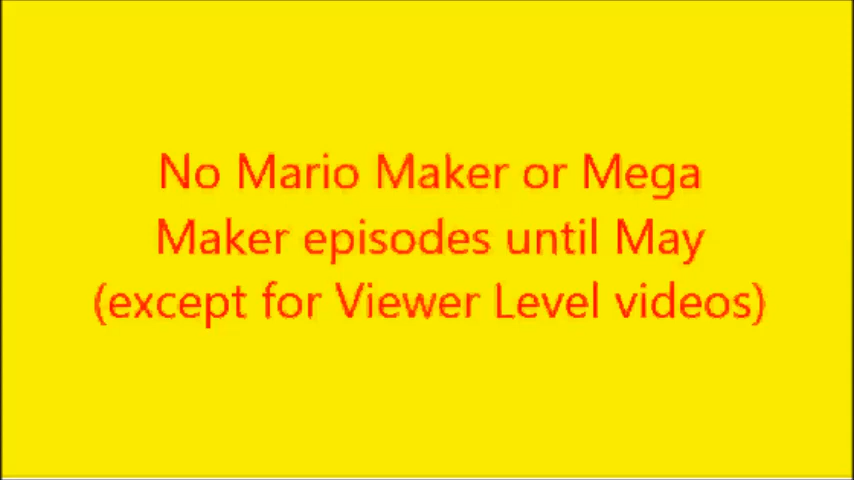 No Mario Maker or Mega
Maker episodes until May
(except for Viewer Level videos)